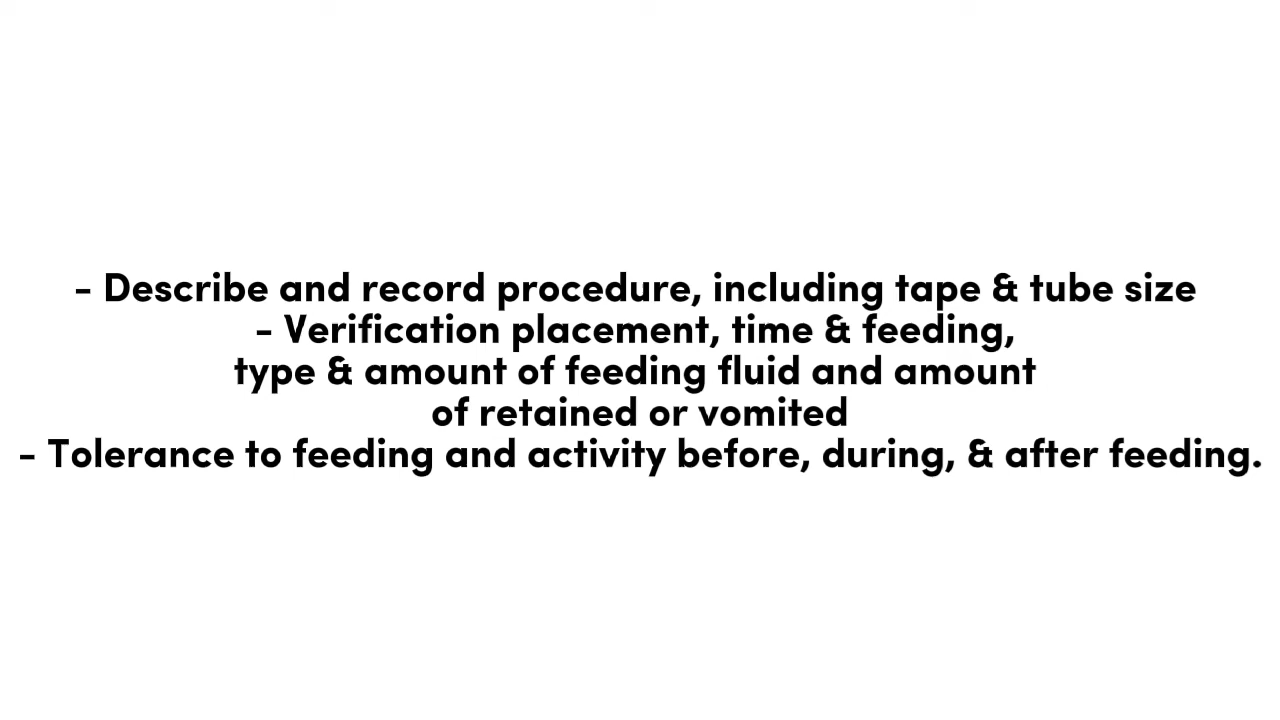 - Describe and record procedure, including tape & tube size
- Verification placement, time & feeding,
type & amount of feeding fluid and amount
of retained or vomited
- Tolerance to feeding and activity before, during, & after feeding.